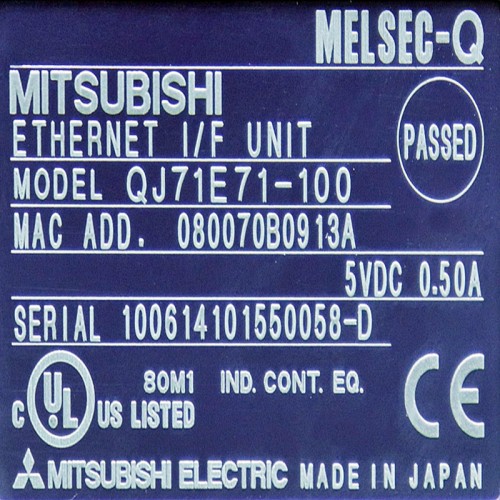 MELSEC-Q
MITSUBISHI
ETHERNET I/F UNIT
PASSED
MODEL QJ71E71-100
MAC ADD. 080070B0913A
5VDC 0.50A
SERIAL 100614101550058-D
80M1 IND. CONT. EQ.
C UL US LISTED
CE
MITSUBISHI ELECTRIC MADE IN JAPAN